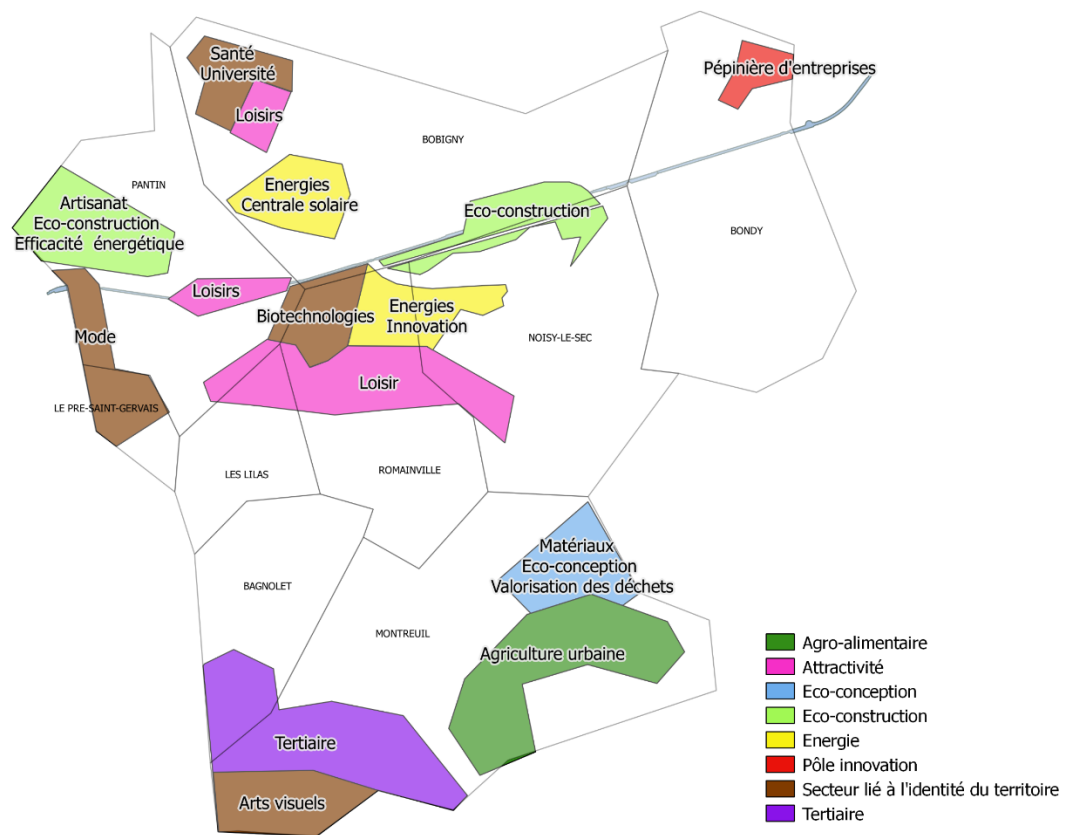 Santé
Université
Loisirs
Pépinière d'entreprises
BOBIGNY
PANTIN
Energies
Centrale solaire
Artisanat
Eco-construction
Efficacité énergétique
Eco-construction
BONDY
Loisirs
Biotechnologies
Energies
Innovation
Mode
NOISY-LE-SEC
Loisir
LE PRE-SAINT-GERVAIS
LES LILAS
ROMAINVILLE
Matériaux
Eco-conception
Valorisation des déchets
BAGNOLET
MONTREUIL
Agriculture urbaine
Tertiaire
Arts visuels
Agro-alimentaire
Attractivité
Eco-conception
Eco-construction
Energie
Pôle innovation
Secteur lié à l'identité du territoire
Tertiaire